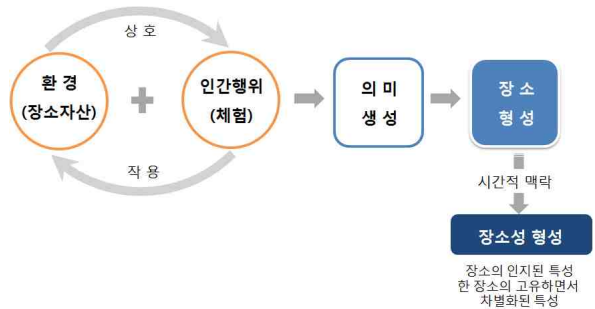 상 호
환 경
(장소자산)
인간행위
(체험)
작 용
의 미
생 성
장 소
형 성
시간적 맥락
장소성 형성
장소의 인지된 특성
한 장소의 고유하면서
차별화된 특성